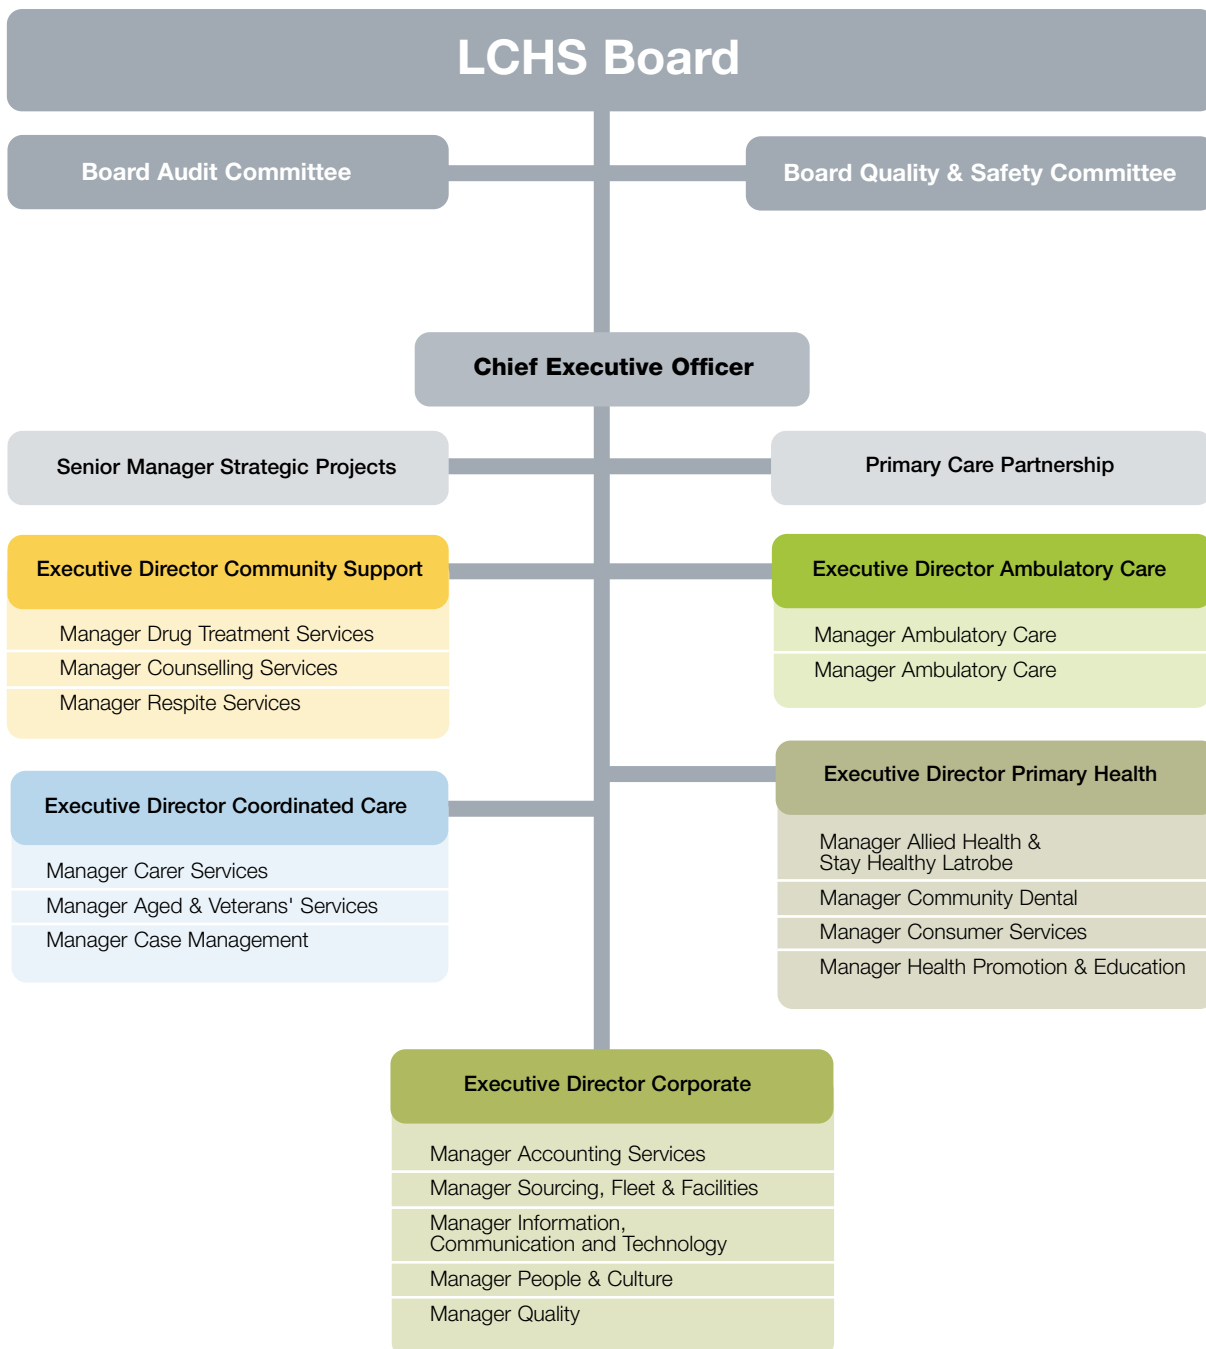 LCHS Board
Board Audit Committee
Board Quality & Safety Committee
Chief Executive Officer
Senior Manager Strategic Projects
Primary Care Partnership
Executive Director Community Support
Manager Drug Treatment Services
Manager Counselling Services
Manager Respite Services
Executive Director Ambulatory Care
Manager Ambulatory Care
Manager Ambulatory Care
Executive Director Coordinated Care
Manager Carer Services
Manager Aged & Veterans' Services
Manager Case Management
Executive Director Primary Health
Manager Allied Health &
Stay Healthy Latrobe
Manager Community Dental
Manager Consumer Services
Manager Health Promotion & Education
Executive Director Corporate
Manager Accounting Services
Manager Sourcing, Fleet & Facilities
Manager Information,
Communication and Technology
Manager People & Culture
Manager Quality